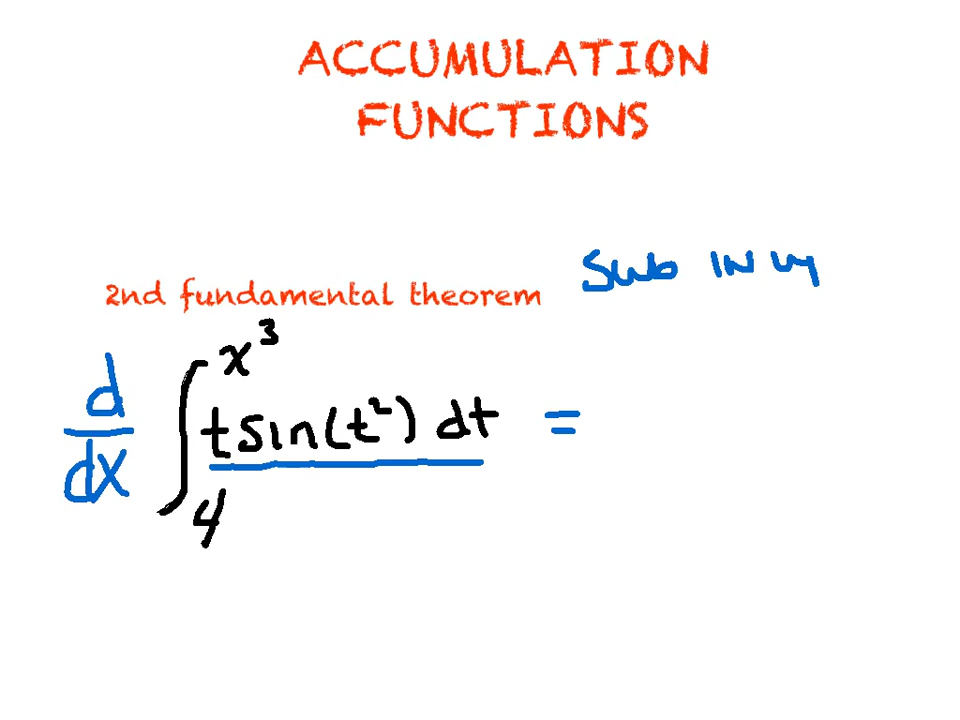 ACCUMULATION
FUNCTIONS
Sub IN
2nd fundamental theorem
d/dx ∫₄^x³ t sin(t²) dt =